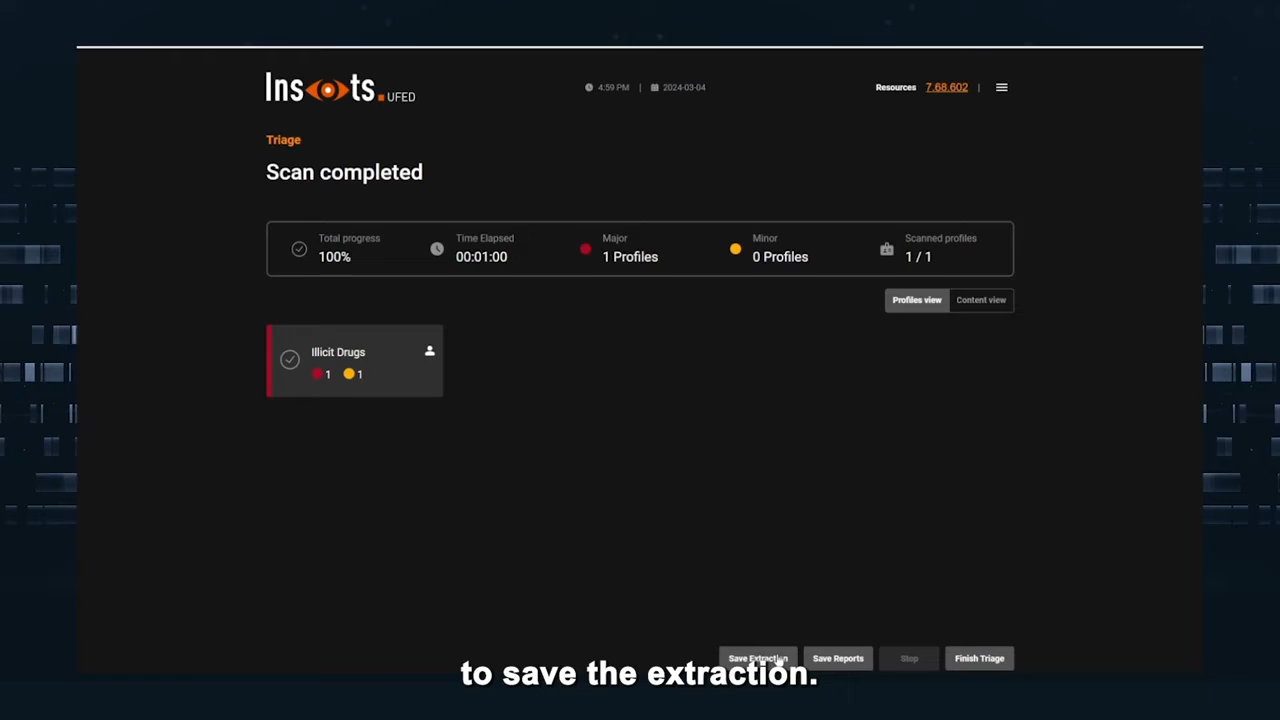 Ins ts. UFED
4:59 PM | 2024-03-04
Resources 7.68.602 |
Triage
Scan completed
Total progress
100%
Time Elapsed
00:01:00
Major
1 Profiles
Minor
0 Profiles
Scanned profiles
1 / 1
Profiles view
Content view
Illicit Drugs
1 1
Save Extraction
Save Reports
Stop
Finish Triage
to save the extraction.